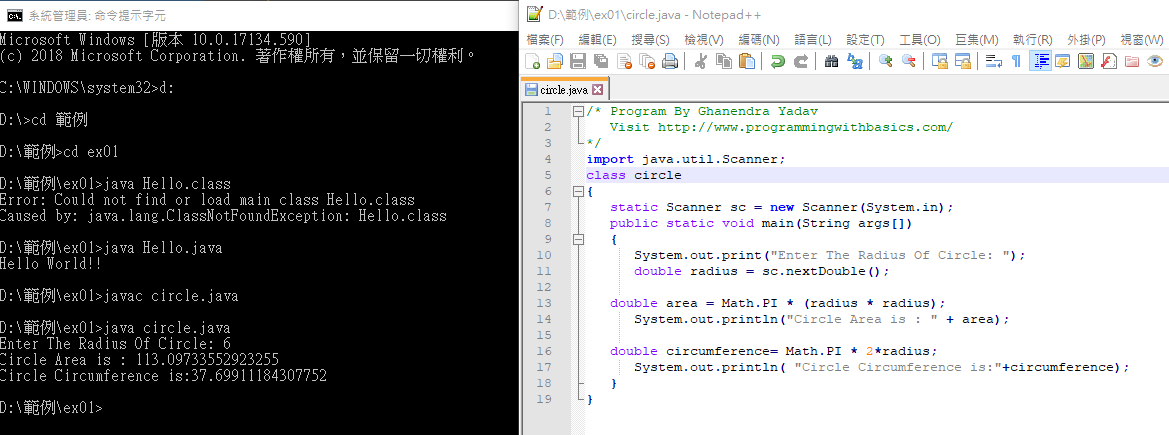 系統管理員: 命令提示字元
Microsoft Windows [版本 10.0.17134.590]
(c) 2018 Microsoft Corporation. 著作權所有，並保留一切權利。
C:\WINDOWS\system32>d:
D:\>cd 範例
D:\範例>cd ex01
D:\範例\ex01>java Hello.class
Error: Could not find or load main class Hello.class
Caused by: java.lang.ClassNotFoundException: Hello.class
D:\範例\ex01>java Hello.java
Hello World!!
D:\範例\ex01>javac circle.java
D:\範例\ex01>java circle.java
Enter The Radius Of Circle: 6
Circle Area is : 113.09733552923255
Circle Circumference is:37.69911184307752
D:\範例\ex01>
D:\範例\ex01\circle.java - Notepad++
檔案(F) 編輯(E) 搜尋(S) 檢視(V) 編碼(N) 語言(L) 設定(T) 工具(O) 巨集(M) 執行(R) 外掛(P) 視窗(W)
circle.java
1 /* Program By Ghanendra Yadav
2 Visit http://www.programmingwithbasics.com/
3 */
4 import java.util.Scanner;
5 class circle
6 {
7 static Scanner sc = new Scanner(System.in);
8 public static void main(String args[])
9 {
10 System.out.print("Enter The Radius Of Circle: ");
11 double radius = sc.nextDouble();
12
13 double area = Math.PI * (radius * radius);
14 System.out.println("Circle Area is : " + area);
15
16 double circumference= Math.PI * 2*radius;
17 System.out.println( "Circle Circumference is:"+circumference);
18 }
19 }